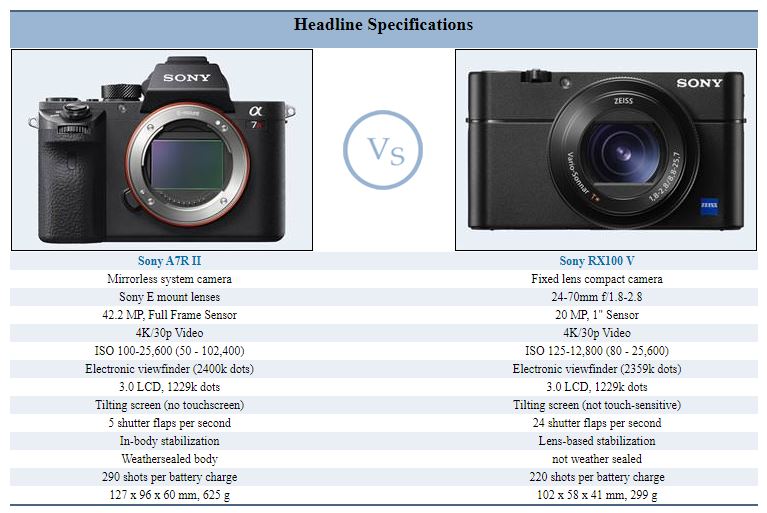 Headline Specifications
SONY
E-mount
α
7R
Vs
SONY
ZEISS
Vario-Sonnar T*
1.8-2.8/8.8-25.7
ZEISS
Sony A7R II
Sony RX100 V
Mirrorless system camera
Fixed lens compact camera
Sony E mount lenses
24-70mm f/1.8-2.8
42.2 MP, Full Frame Sensor
20 MP, 1" Sensor
4K/30p Video
4K/30p Video
ISO 100-25,600 (50 - 102,400)
ISO 125-12,800 (80 - 25,600)
Electronic viewfinder (2400k dots)
Electronic viewfinder (2359k dots)
3.0 LCD, 1229k dots
3.0 LCD, 1229k dots
Tilting screen (no touchscreen)
Tilting screen (not touch-sensitive)
5 shutter flaps per second
24 shutter flaps per second
In-body stabilization
Lens-based stabilization
Weathersealed body
not weather sealed
290 shots per battery charge
220 shots per battery charge
127 x 96 x 60 mm, 625 g
102 x 58 x 41 mm, 299 g